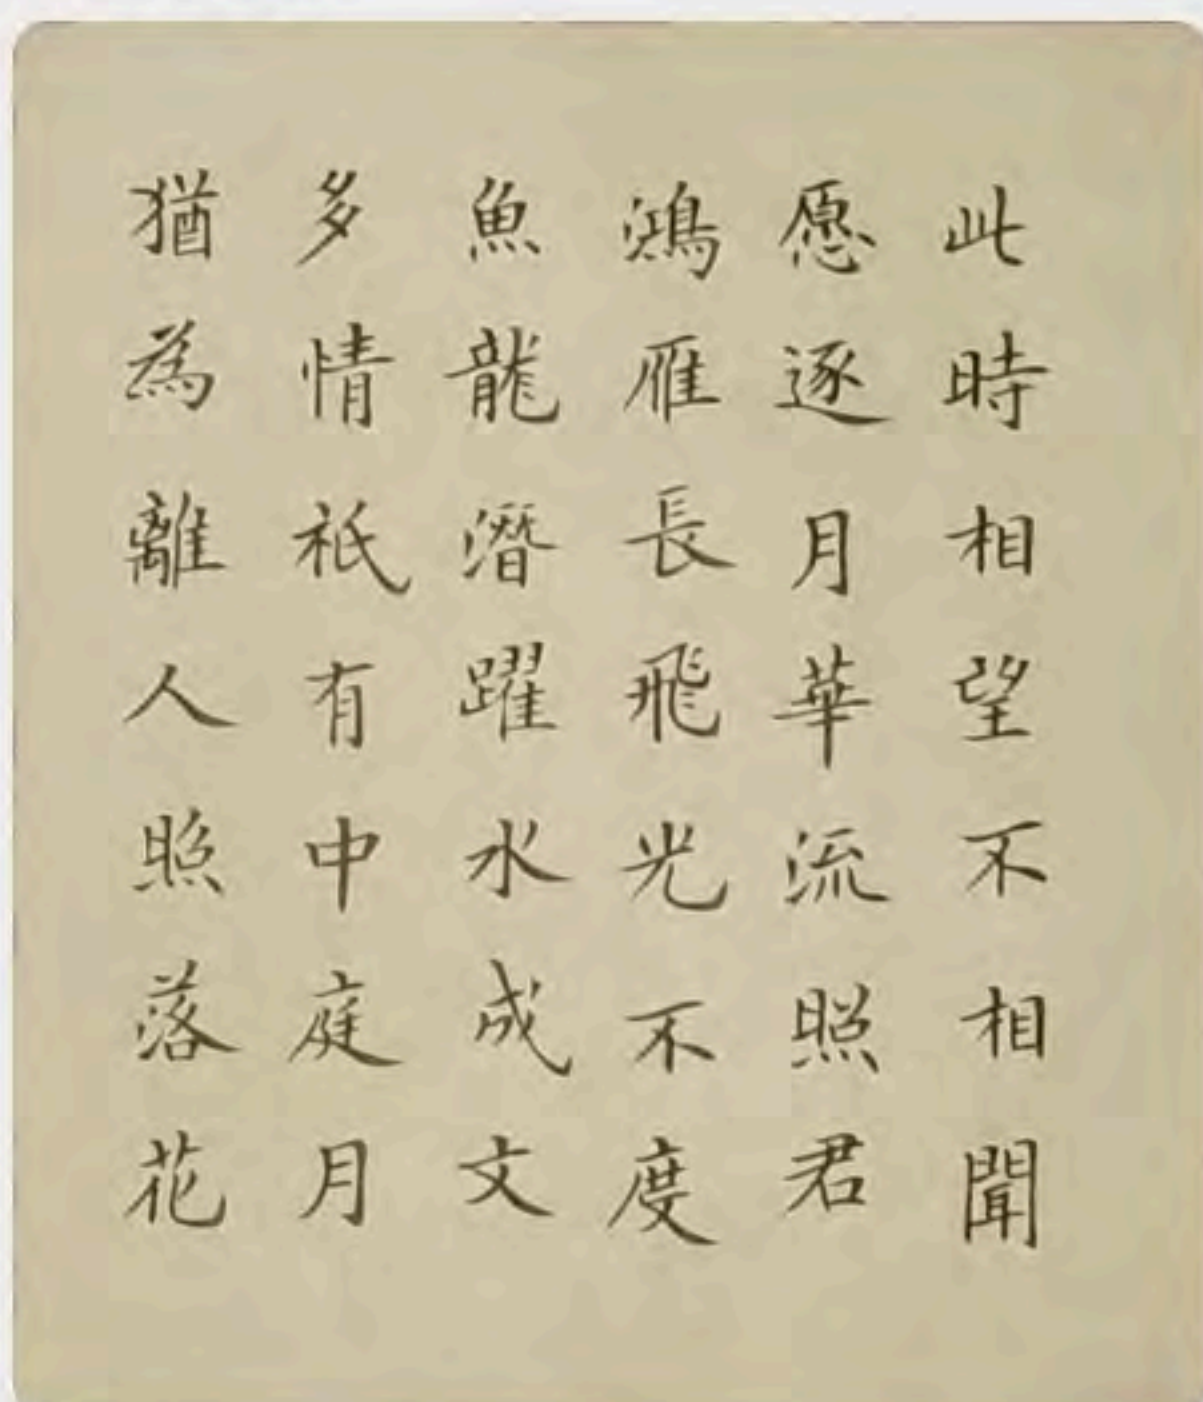 此時相望不相聞
愿逐月華流照君
鴻雁長飛光不度
魚龍潛躍水成文
多情祇有中庭月
猶為離人照落花